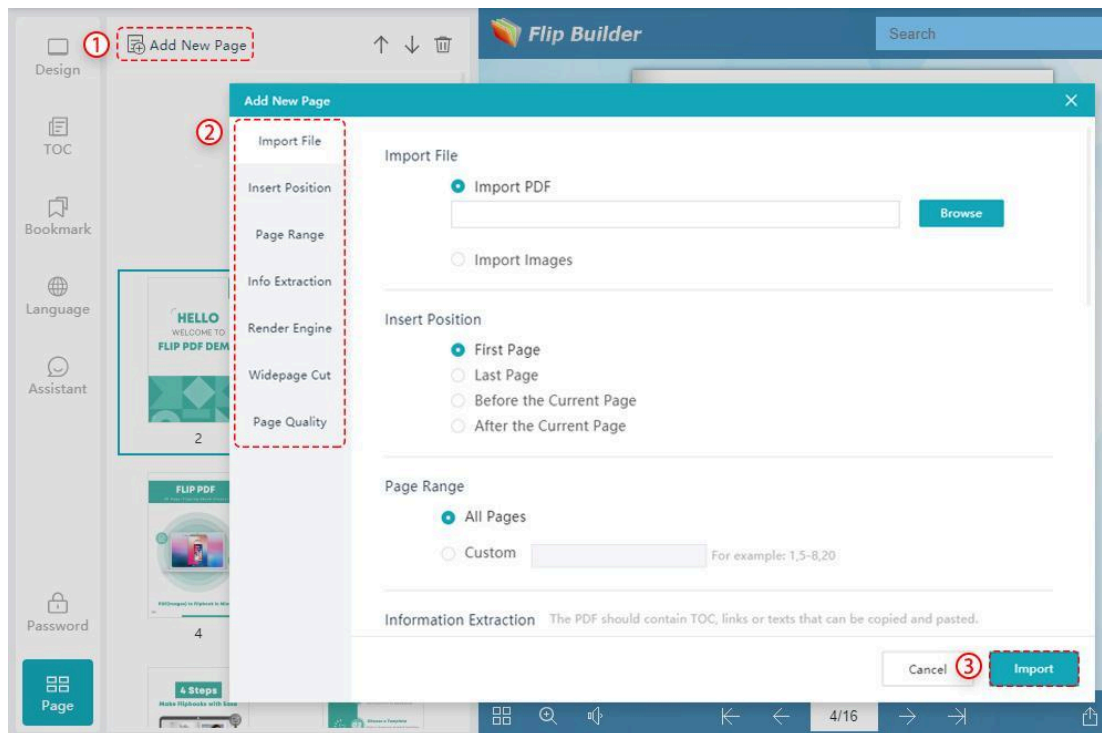 Design
TOC
Bookmark
Language
Assistant
Password
Page
① Add New Page
HELLO
WELCOME TO
FLIP PDF DEM
2
FLIP PDF
4
4 Steps
Make Flipbooks with Ease
Flip Builder
Search
Add New Page
②
Import File
Insert Position
Page Range
Info Extraction
Render Engine
Widepage Cut
Page Quality
Import File
Import PDF
Browse
Import Images
Insert Position
First Page
Last Page
Before the Current Page
After the Current Page
Page Range
All Pages
Custom For example: 1,5-8,20
Information Extraction The PDF should contain TOC, links or texts that can be copied and pasted.
Cancel ③ Import
4/16